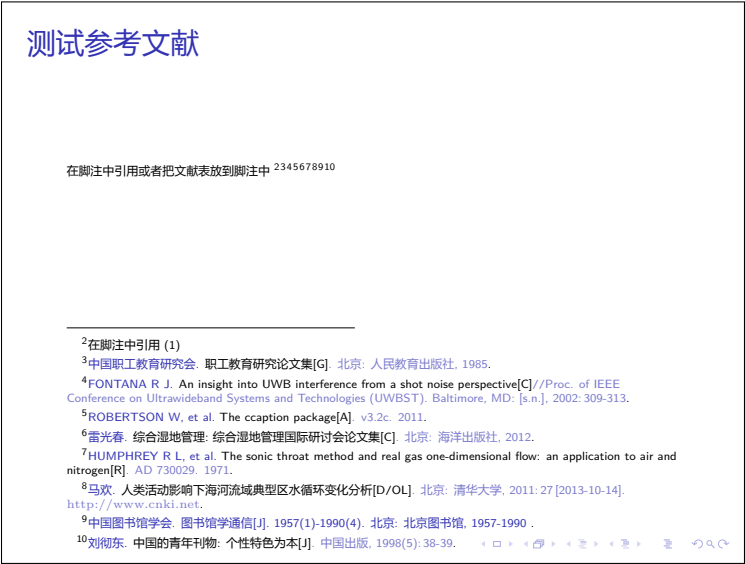 测试参考文献
在脚注中引用或者把文献表放到脚注中 2345678910
2在脚注中引用 (1)
3中国职工教育研究会. 职工教育研究论文集[G]. 北京: 人民教育出版社, 1985.
4FONTANA R J. An insight into UWB interference from a shot noise perspective[C]//Proc. of IEEE
Conference on Ultrawideband Systems and Technologies (UWBST). Baltimore, MD: [s.n.], 2002: 309-313.
5ROBERTSON W, et al. The ccaption package[A]. v3.2c. 2011.
6雷光春. 综合湿地管理: 综合湿地管理国际研讨会论文集[C]. 北京: 海洋出版社, 2012.
7HUMPHREY R L, et al. The sonic throat method and real gas one-dimensional flow: an application to air and
nitrogen[R]. AD 730029. 1971.
8马欢. 人类活动影响下海河流域典型区水循环变化分析[D/OL]. 北京: 清华大学, 2011: 27 [2013-10-14].
http://www.cnki.net.
9中国图书馆学会. 图书馆学通信[J]. 1957(1)-1990(4). 北京: 北京图书馆, 1957-1990 .
10刘彻东. 中国的青年刊物: 个性特色为本[J]. 中国出版, 1998(5): 38-39.